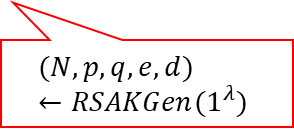 (N, p, q, e, d)
← RSAKGen(1^λ)